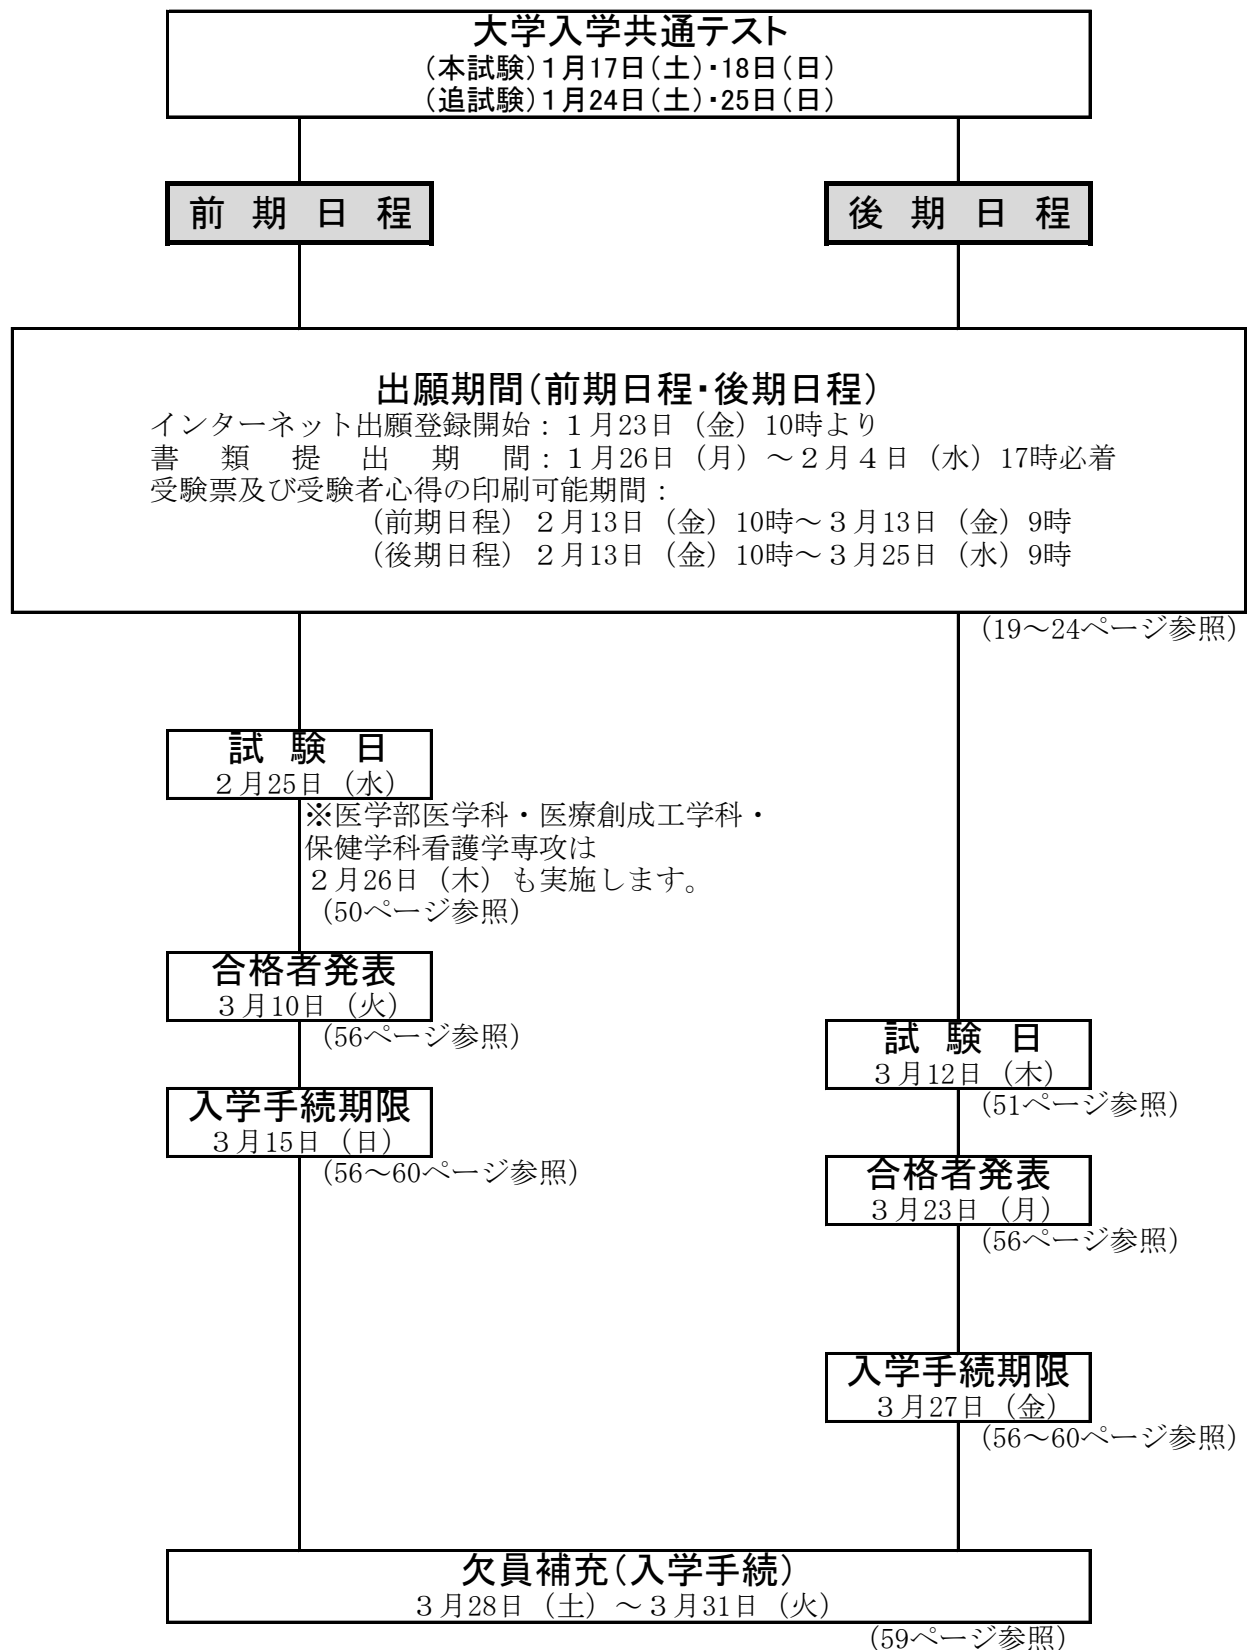 大学入学共通テスト
(本試験)1月17日(土)・18日(日)
(追試験)1月24日(土)・25日(日)
前 期 日 程
後 期 日 程
出願期間(前期日程・後期日程)
インターネット出願登録開始:１月23日(金)10時より
書 類 提 出 期 間:１月26日(月)～２月４日(水)17時必着
受験票及び受験者心得の印刷可能期間:
(前期日程)２月13日(金)10時～３月13日(金)9時
(後期日程)２月13日(金)10時～３月25日(水)9時
(19～24ページ参照)
試 験 日
２月25日(水)
※医学部医学科・医療創成工学科・
保健学科看護学専攻は
２月26日(木)も実施します。
(50ページ参照)
合格者発表
３月10日(火)
(56ページ参照)
入学手続期限
３月15日(日)
(56～60ページ参照)
試 験 日
３月12日(木)
(51ページ参照)
合格者発表
３月23日(月)
(56ページ参照)
入学手続期限
３月27日(金)
(56～60ページ参照)
欠員補充(入学手続)
３月28日(土)～３月31日(火)
(59ページ参照)